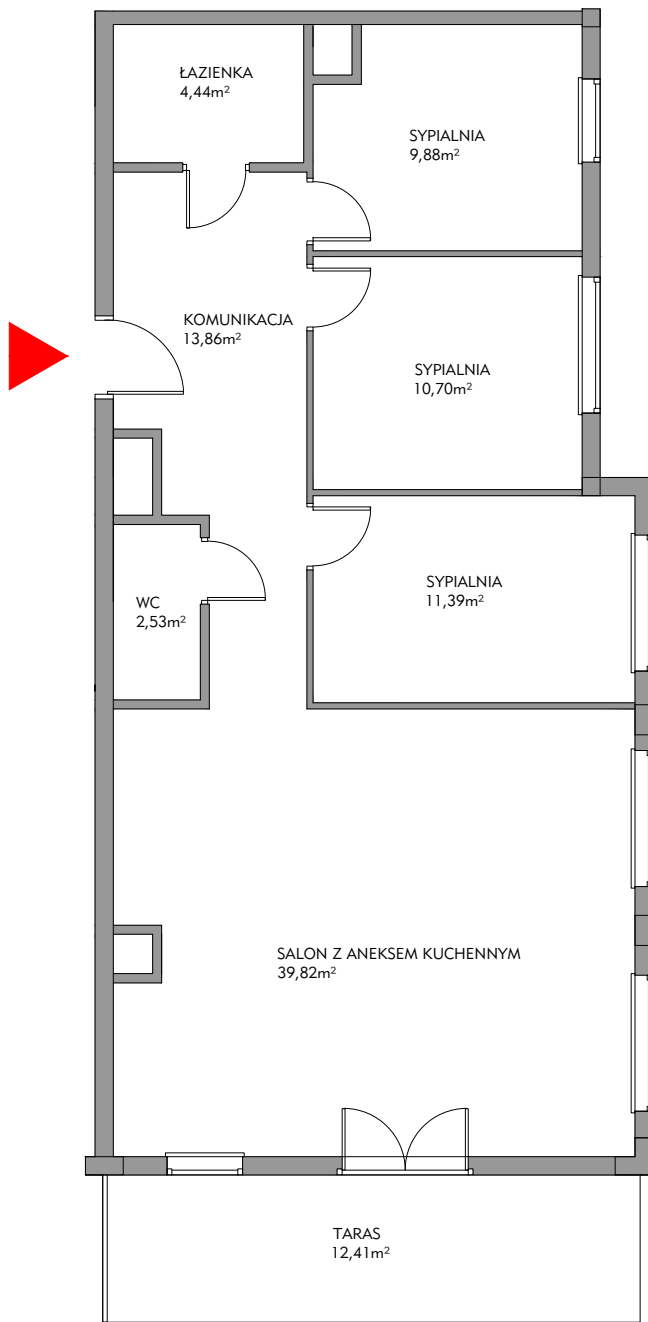 ŁAZIENKA
4,44m²
SYPIALNIA
9,88m²
KOMUNIKACJA
13,86m²
SYPIALNIA
10,70m²
SYPIALNIA
11,39m²
WC
2,53m²
SALON Z ANEKSEM KUCHENNYM
39,82m²
TARAS
12,41m²